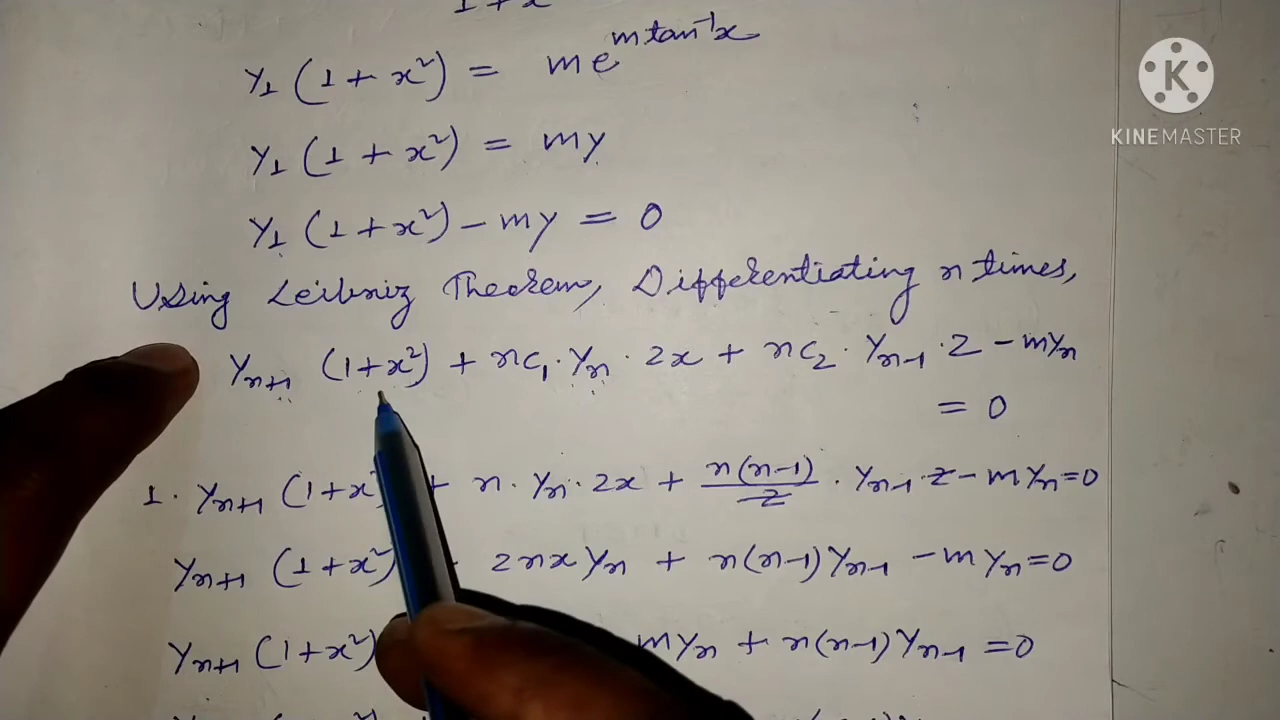 1+x
y₁ (1 + x²) = me^{m tan⁻¹x}
KINEMASTER
y₁ (1 + x²) = my
y₁ (1 + x²) - my = 0
Using Leibniz Theorem, Differentiating n times,
yₙ₊₁ (1+x²) + nc₁ · yₙ · 2x + nc₂ · yₙ₋₁ · 2 - myₙ
= 0
1 · yₙ₊₁ (1+x + n · yₙ · 2x + n(n-1)/2 · yₙ₋₁ · 2 - myₙ = 0
yₙ₊₁ (1+x²) 2nxyₙ + n(n-1)yₙ₋₁ - myₙ = 0
yₙ₊₁ (1+x²) myₙ + n(n-1)yₙ₋₁ = 0